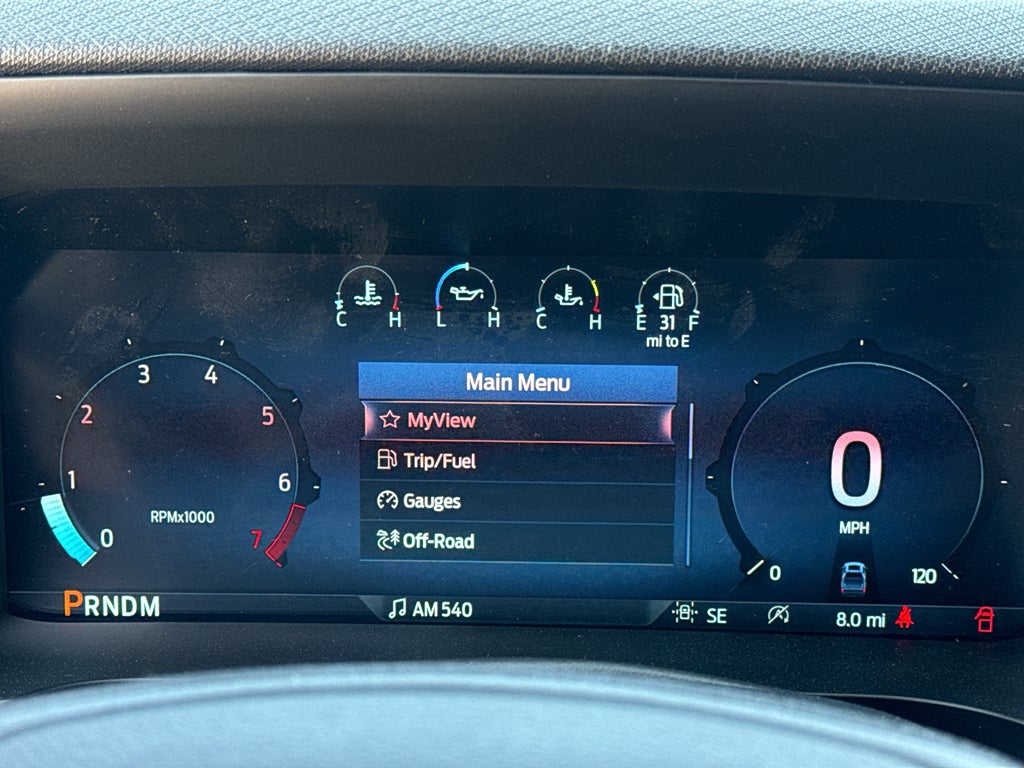 C H L H C H E 31 F
mi to E
Main Menu
MyView
Trip/Fuel
Gauges
Off-Road
0 1 2 3 4 5 6 7
RPMx1000
0
MPH
0 120
PRNDM
AM 540
SE
8.0 mi